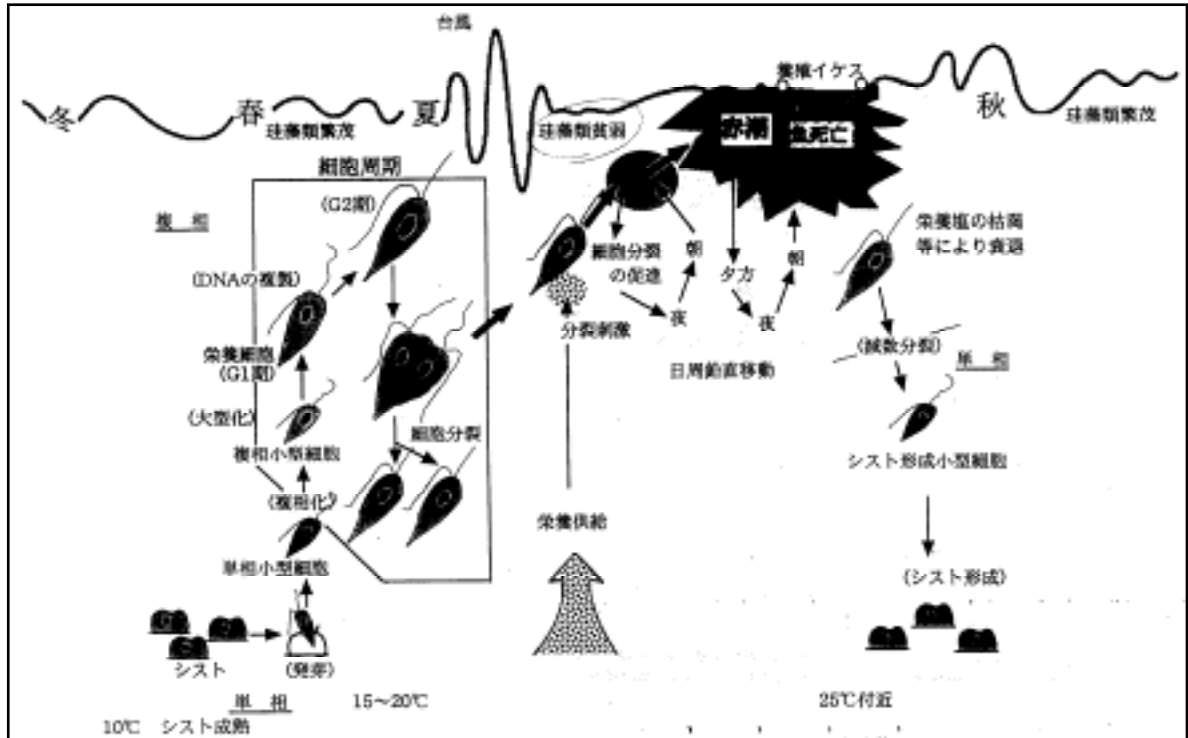 台風
養殖イケス
冬
春
珪藻類繁茂
夏
珪藻類貧弱
赤潮
魚死亡
秋
珪藻類繁茂
細胞周期
(G2期)
複 相
(DNAの複製)
栄養細胞
(G1期)
(大型化)
複相小型細胞
(複相化)
単相小型細胞
細胞分裂
シスト
(発芽)
単 相
10℃ シスト成熟
15～20℃
細胞分裂
の促進
朝
夜
分裂刺激
夕方
夜
朝
日周鉛直移動
栄養供給
栄養塩の枯渇
等により衰退
(減数分裂)
単 相
シスト形成小型細胞
(シスト形成)
25℃付近